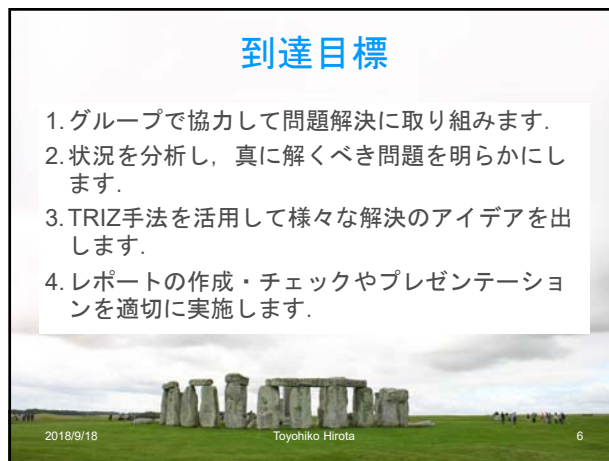 到達目標
1.グループで協力して問題解決に取り組みます.
2.状況を分析し，真に解くべき問題を明らかにし
ます.
3.TRIZ手法を活用して様々な解決のアイデアを出
します.
4.レポートの作成・チェックやプレゼンテーショ
ンを適切に実施します.
2018/9/18
Toyohiko Hirota
6